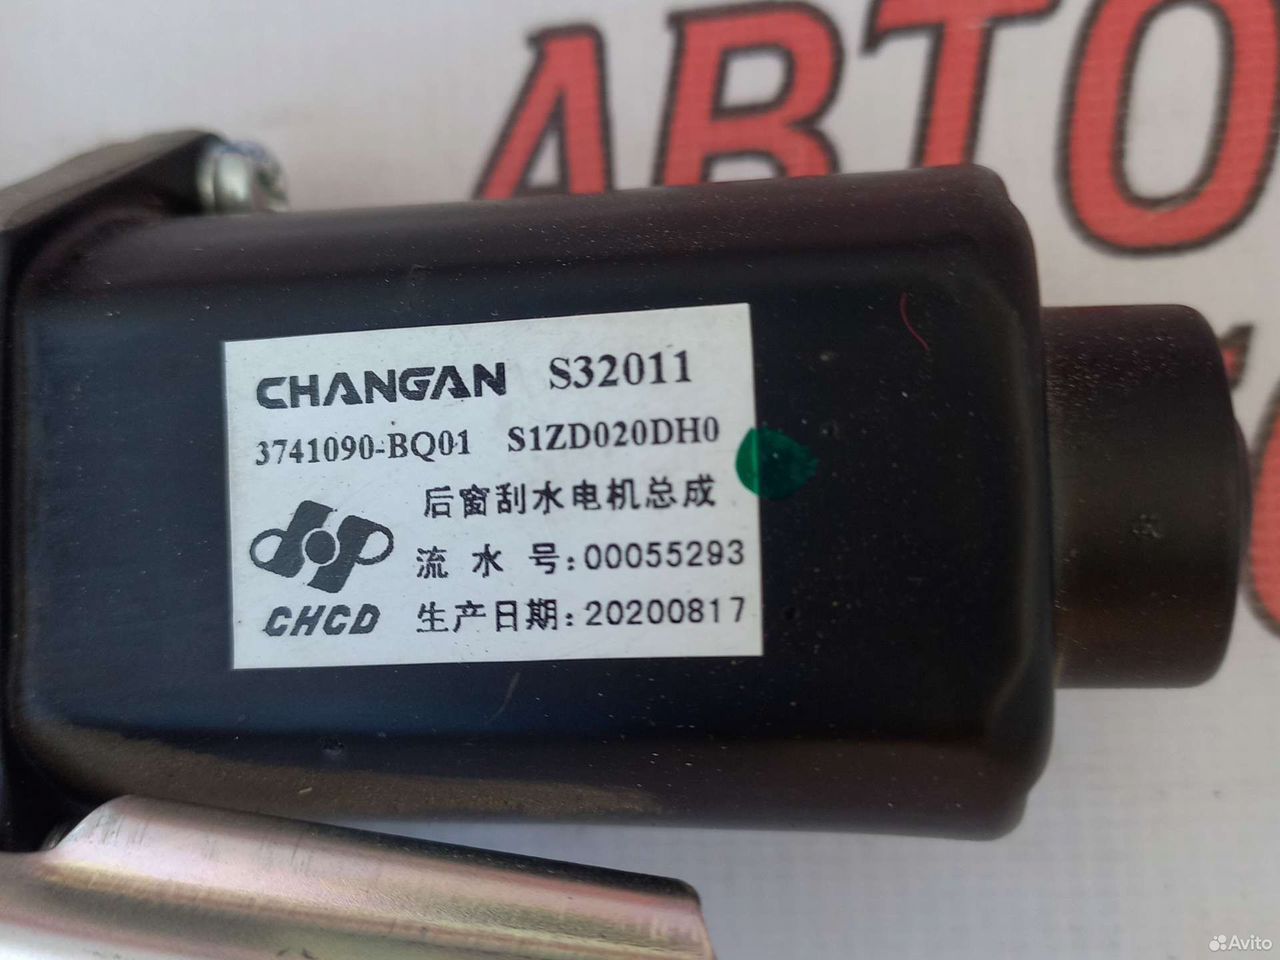 АВТО
CHANGAN S32011
3741090-BQ01 S1ZD020DH0
后窗刮水电机总成
流水号:00055293
CHCD
生产日期:20200817
Avito